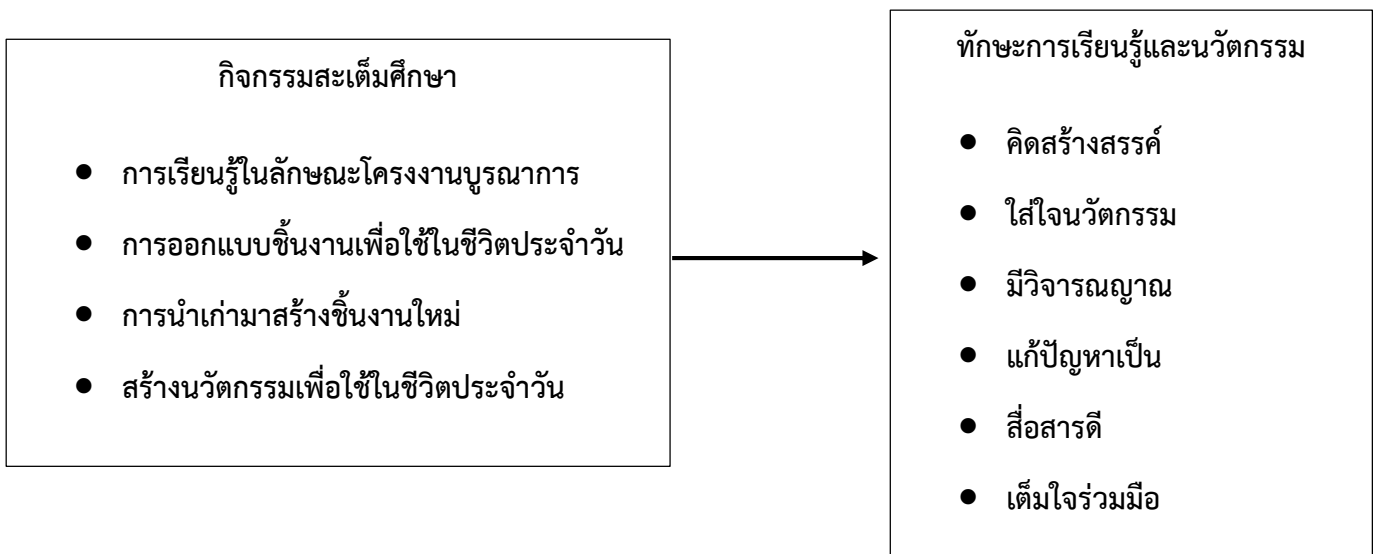 กิจกรรมสะเต็มศึกษา
● การเรียนรู้ในลักษณะโครงงานบูรณาการ
● การออกแบบชิ้นงานเพื่อใช้ในชีวิตประจำวัน
● การนำเก่ามาสร้างชิ้นงานใหม่
● สร้างนวัตกรรมเพื่อใช้ในชีวิตประจำวัน
ทักษะการเรียนรู้และนวัตกรรม
● คิดสร้างสรรค์
● ใส่ใจนวัตกรรม
● มีวิจารณญาณ
● แก้ปัญหาเป็น
● สื่อสารดี
● เต็มใจร่วมมือ